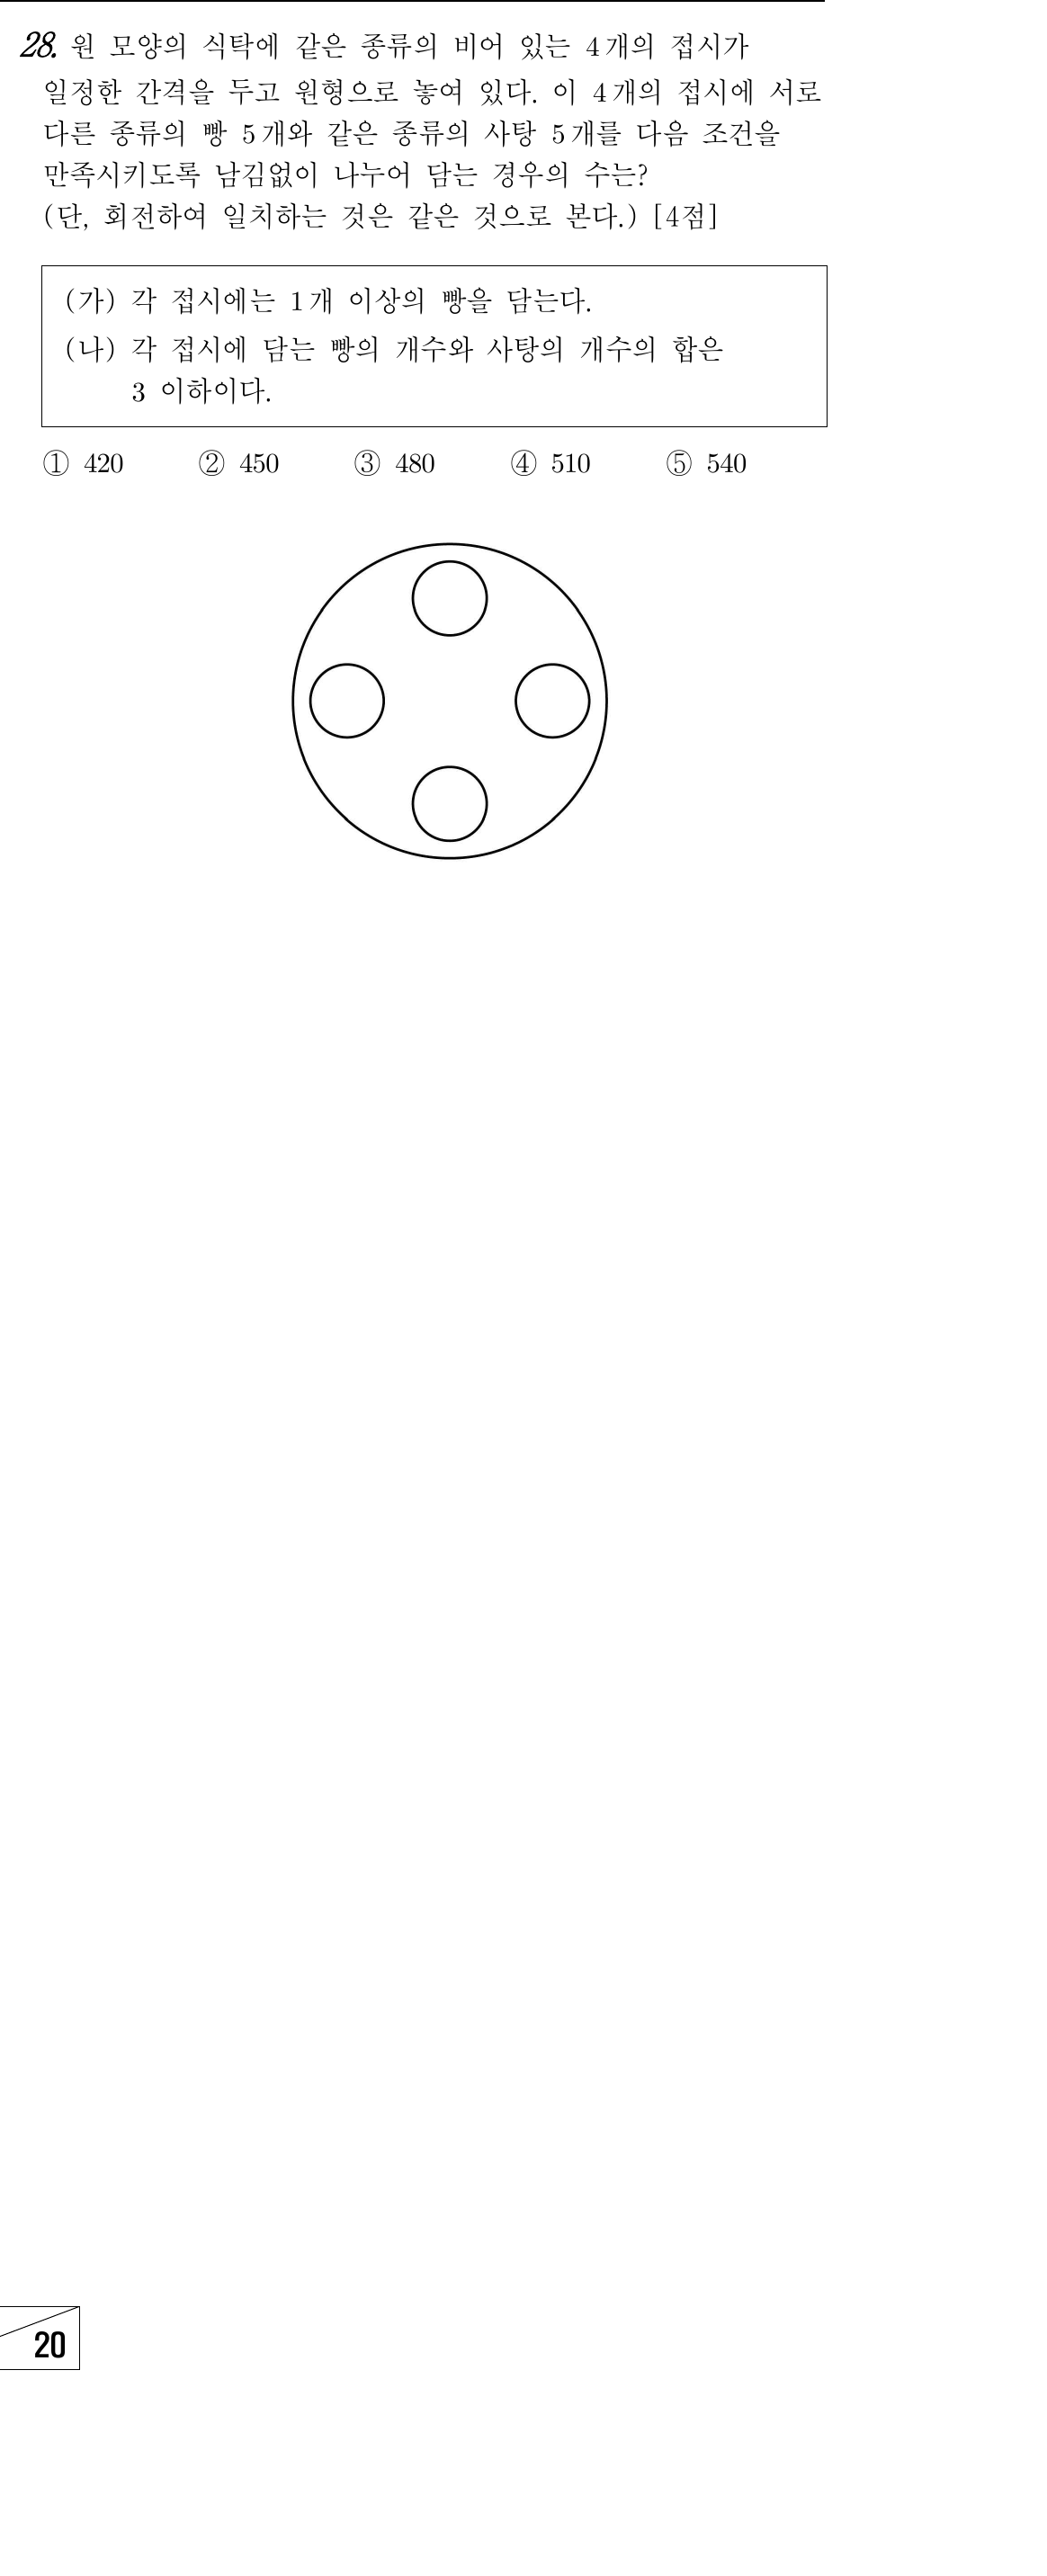 28. 원 모양의 식탁에 같은 종류의 비어 있는 4개의 접시가
일정한 간격을 두고 원형으로 놓여 있다. 이 4개의 접시에 서로
다른 종류의 빵 5개와 같은 종류의 사탕 5개를 다음 조건을
만족시키도록 남김없이 나누어 담는 경우의 수는?
(단, 회전하여 일치하는 것은 같은 것으로 본다.) [4점]
(가) 각 접시에는 1개 이상의 빵을 담는다.
(나) 각 접시에 담는 빵의 개수와 사탕의 개수의 합은
3 이하이다.
① 420 ② 450 ③ 480 ④ 510 ⑤ 540
20